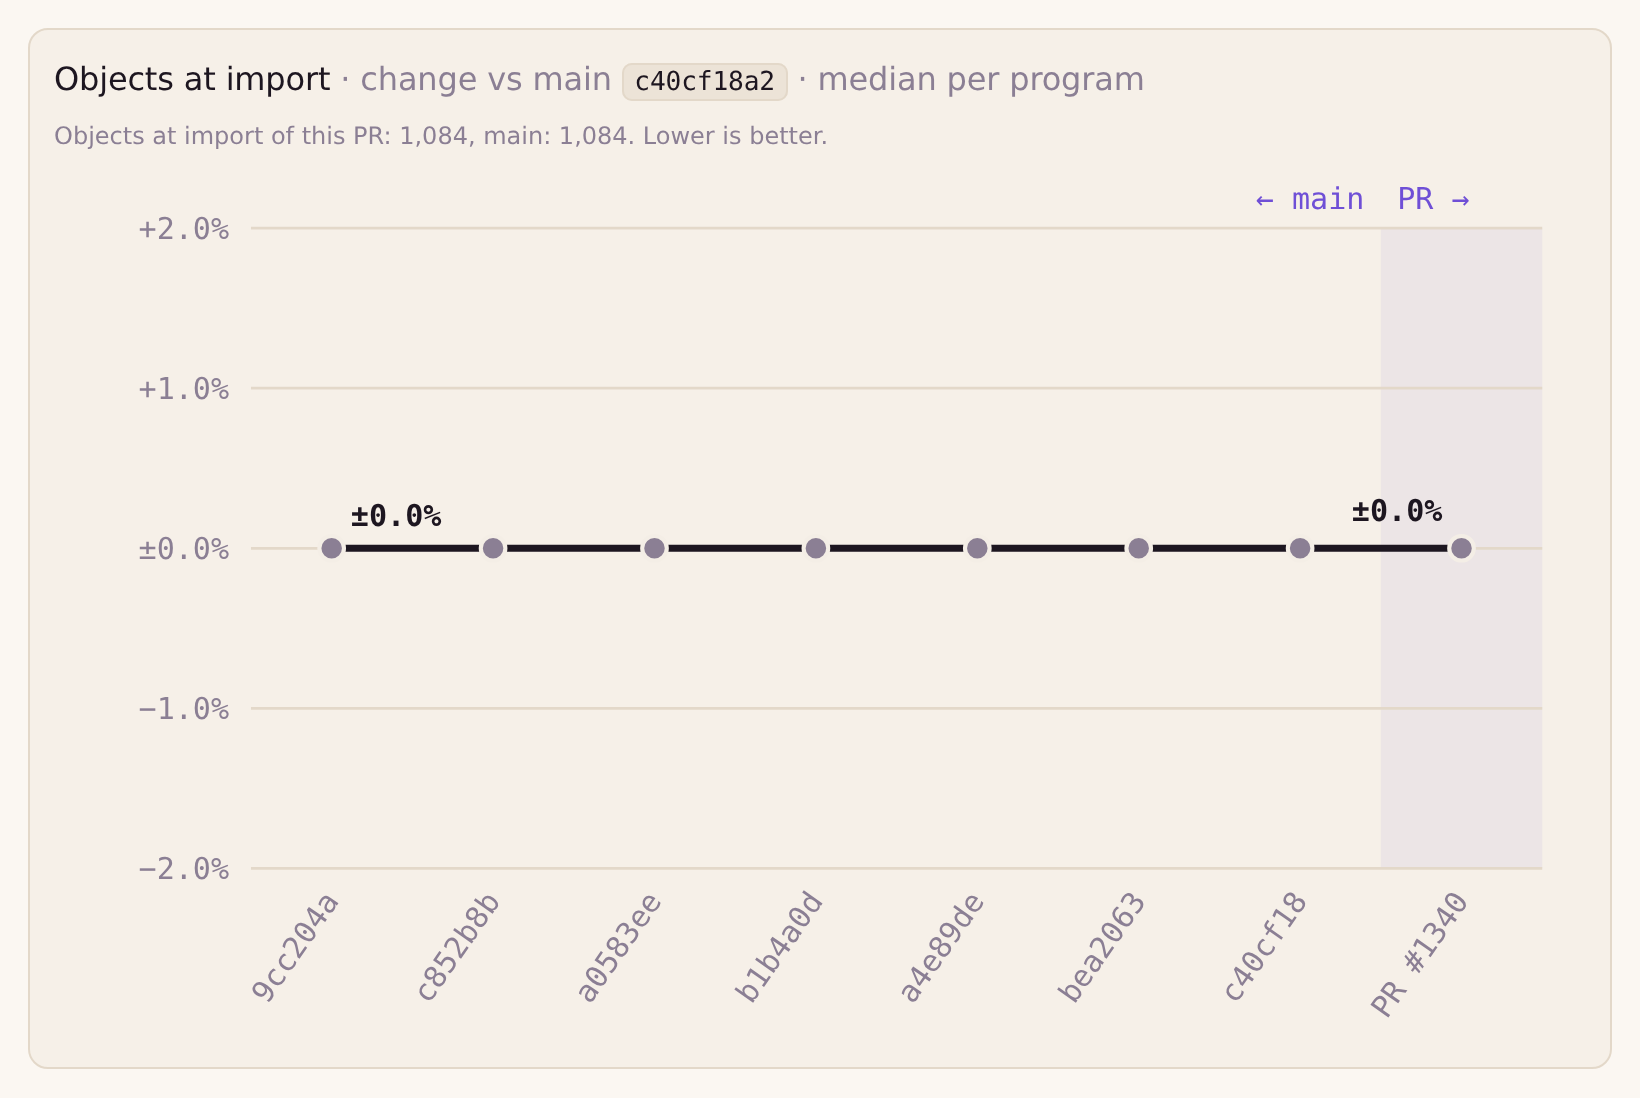 Objects at import · change vs main c40cf18a2 · median per program
Objects at import of this PR: 1,084, main: 1,084. Lower is better.
← main PR →
+2.0%
+1.0%
±0.0%
−1.0%
−2.0%
±0.0%
±0.0%
9cc204a
c852b8b
a0583ee
b1b4a0d
a4e89de
bea2063
c40cf18
PR #1340